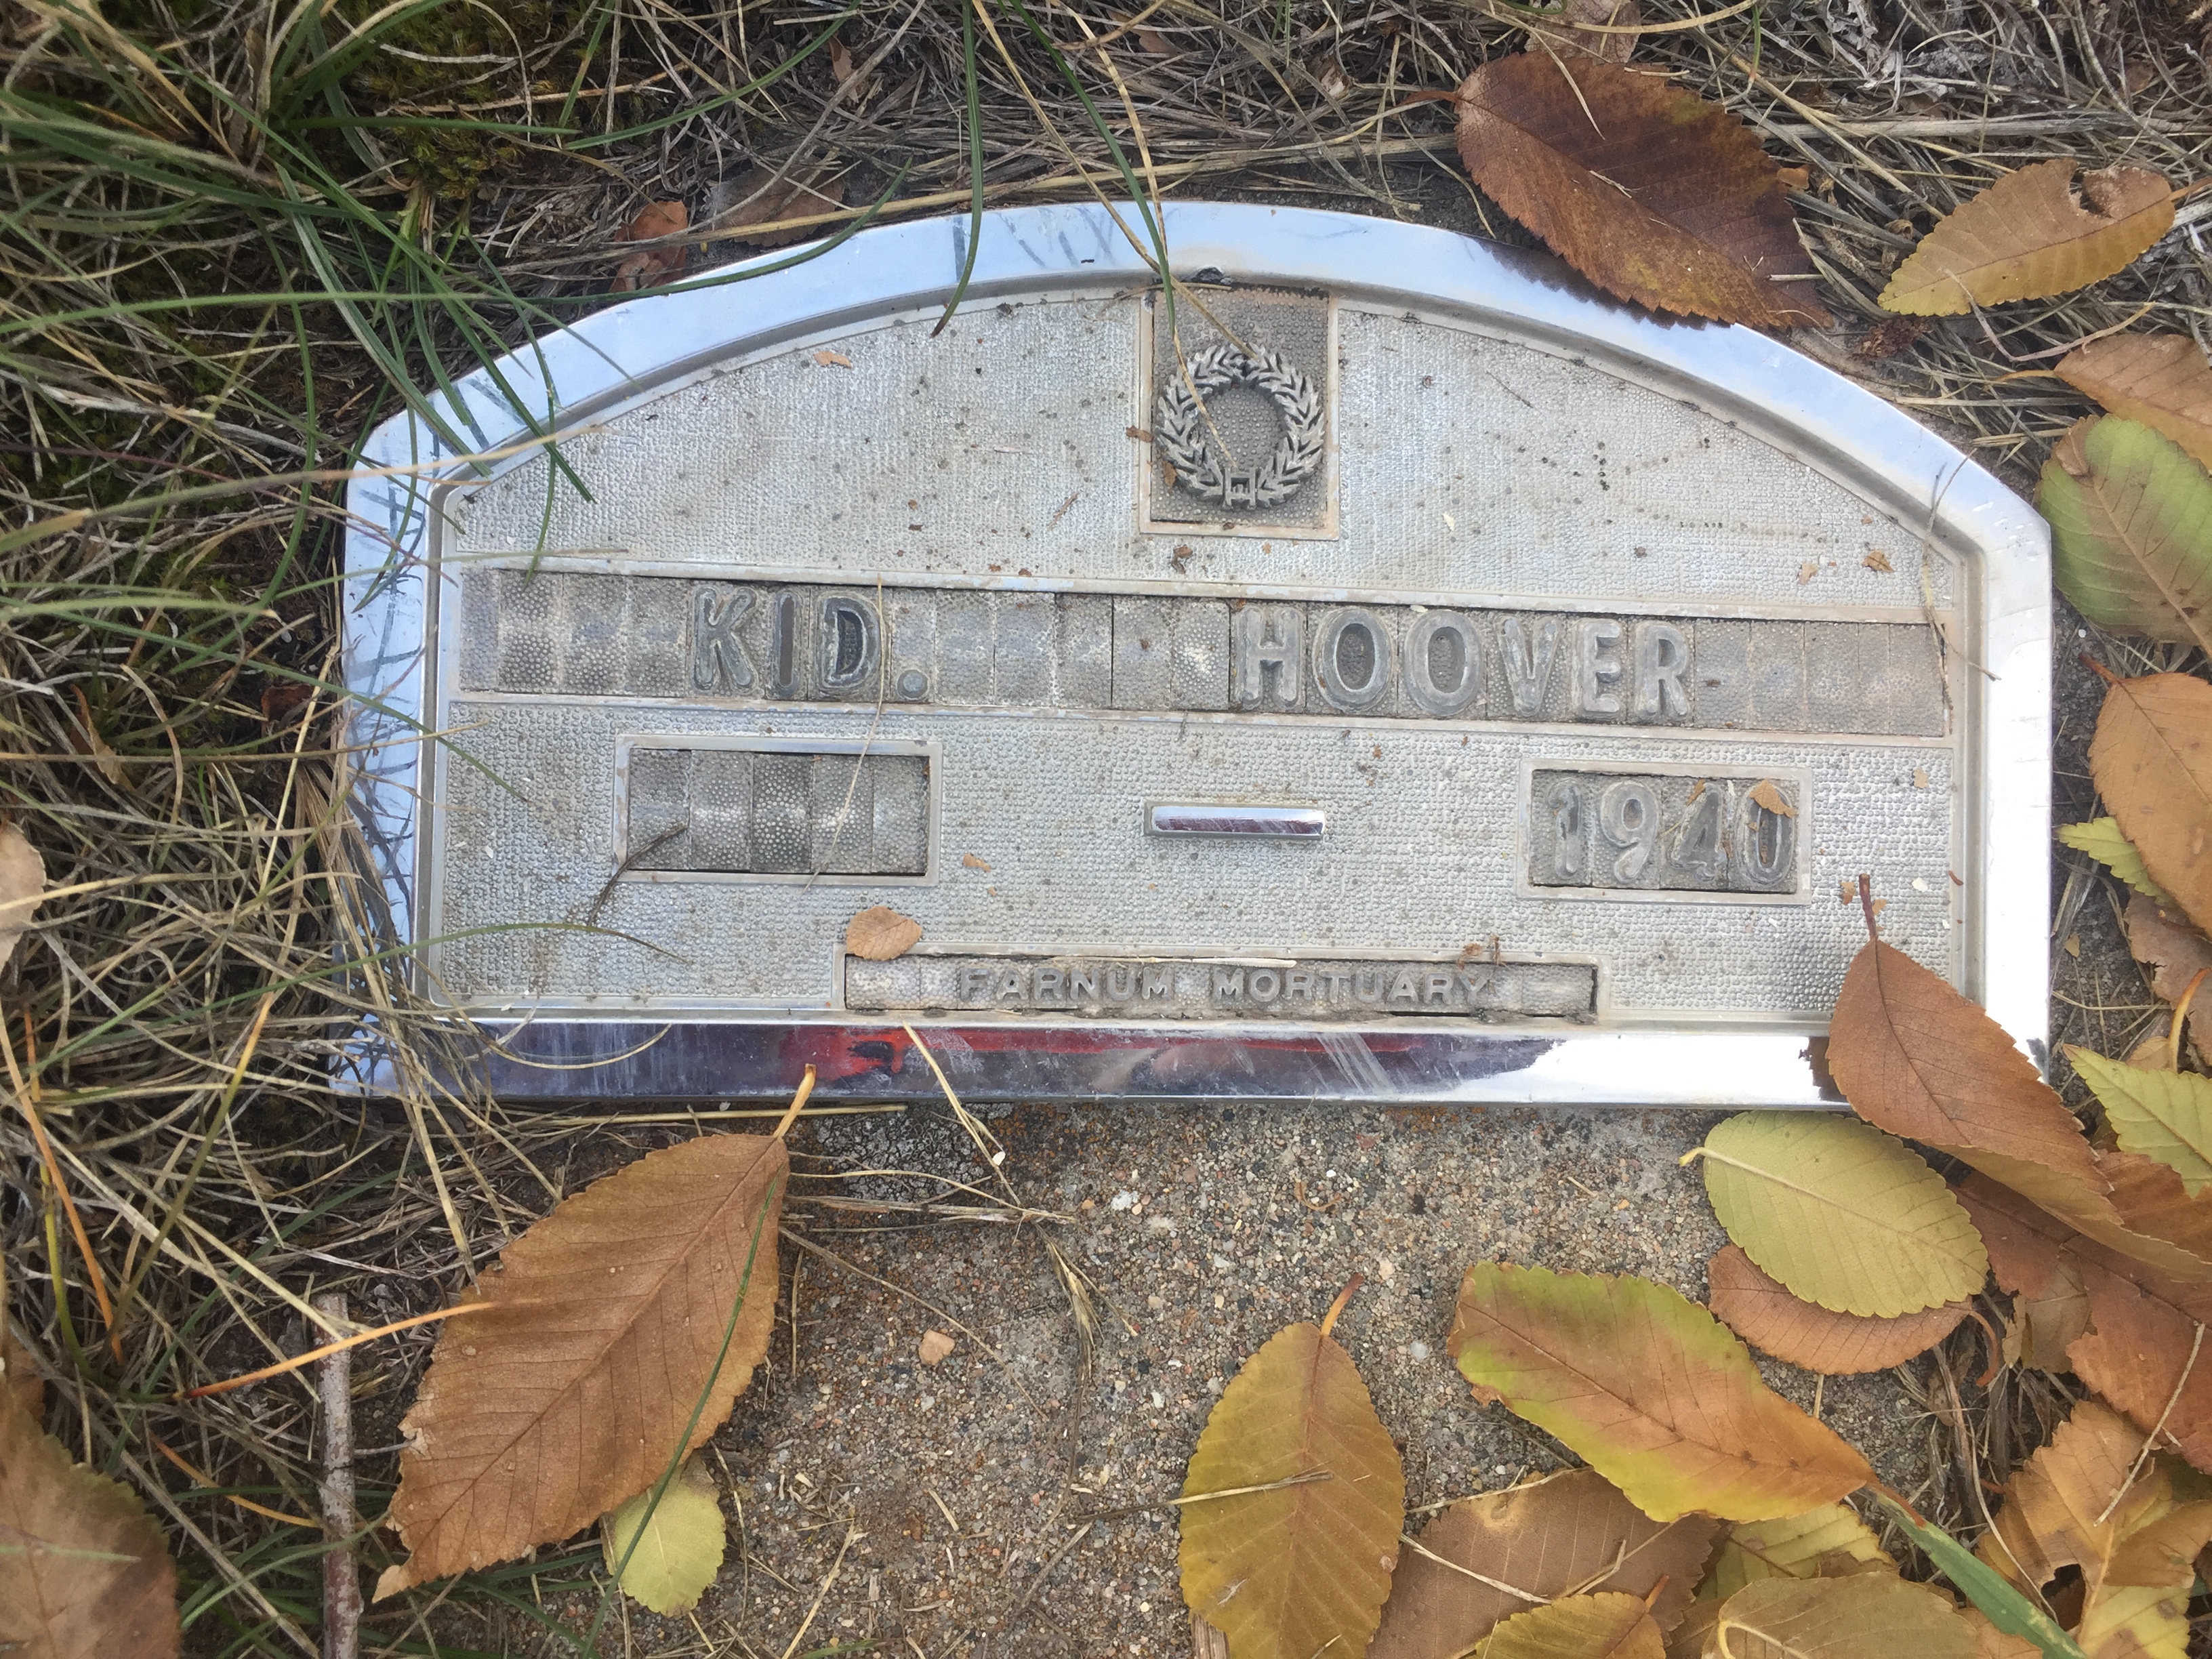 KID. HOOVER
— 1940
FARNUM MORTUARY